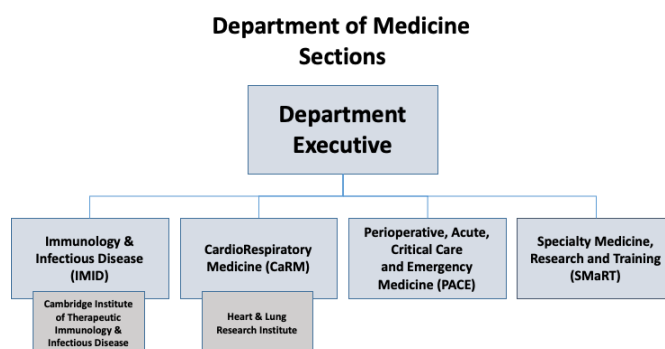 Department of Medicine
Sections
Department
Executive
Immunology &
Infectious Disease
(IMID)
CardioRespiratory
Medicine (CaRM)
Perioperative, Acute,
Critical Care
and Emergency
Medicine (PACE)
Specialty Medicine,
Research and Training
(SMaRT)
Cambridge Institute
of Therapeutic
Immunology &
Infectious Disease
Heart & Lung
Research Institute